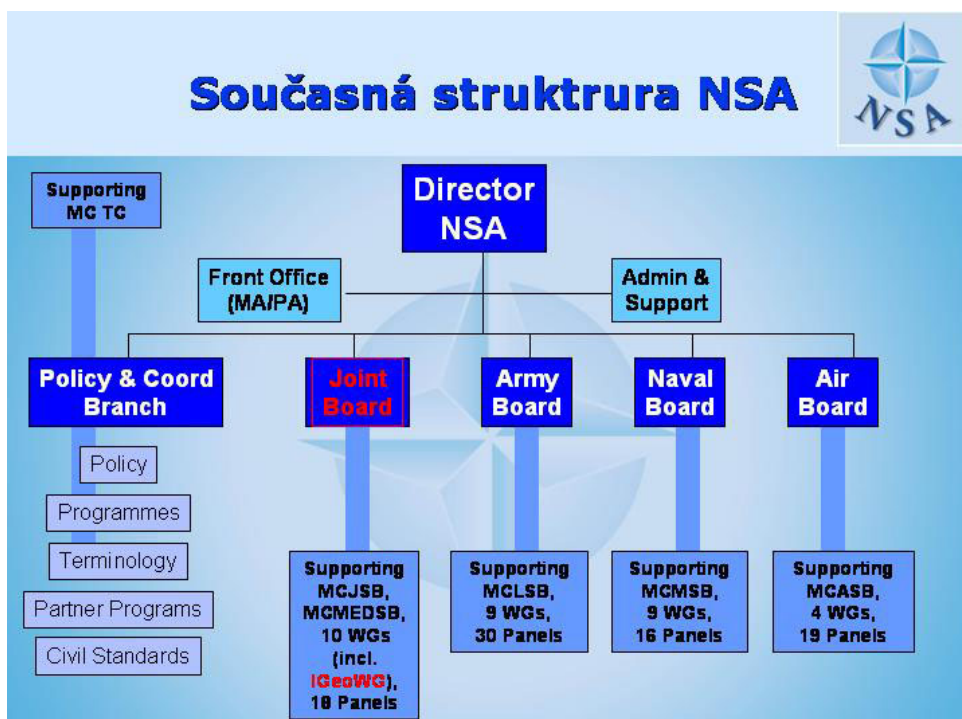 Současná struktrura NSA
NSA
Supporting
MC TC
Director
NSA
Front Office
(MA/PA)
Admin &
Support
Policy & Coord
Branch
Joint
Board
Army
Board
Naval
Board
Air
Board
Policy
Programmes
Terminology
Partner Programs
Civil Standards
Supporting
MCJSB,
MCMEDSB,
10 WGs
(incl.
IGeoWG),
18 Panels
Supporting
MCLSB,
9 WGs,
30 Panels
Supporting
MCMSB,
9 WGs,
16 Panels
Supporting
MCASB,
4 WGs,
19 Panels